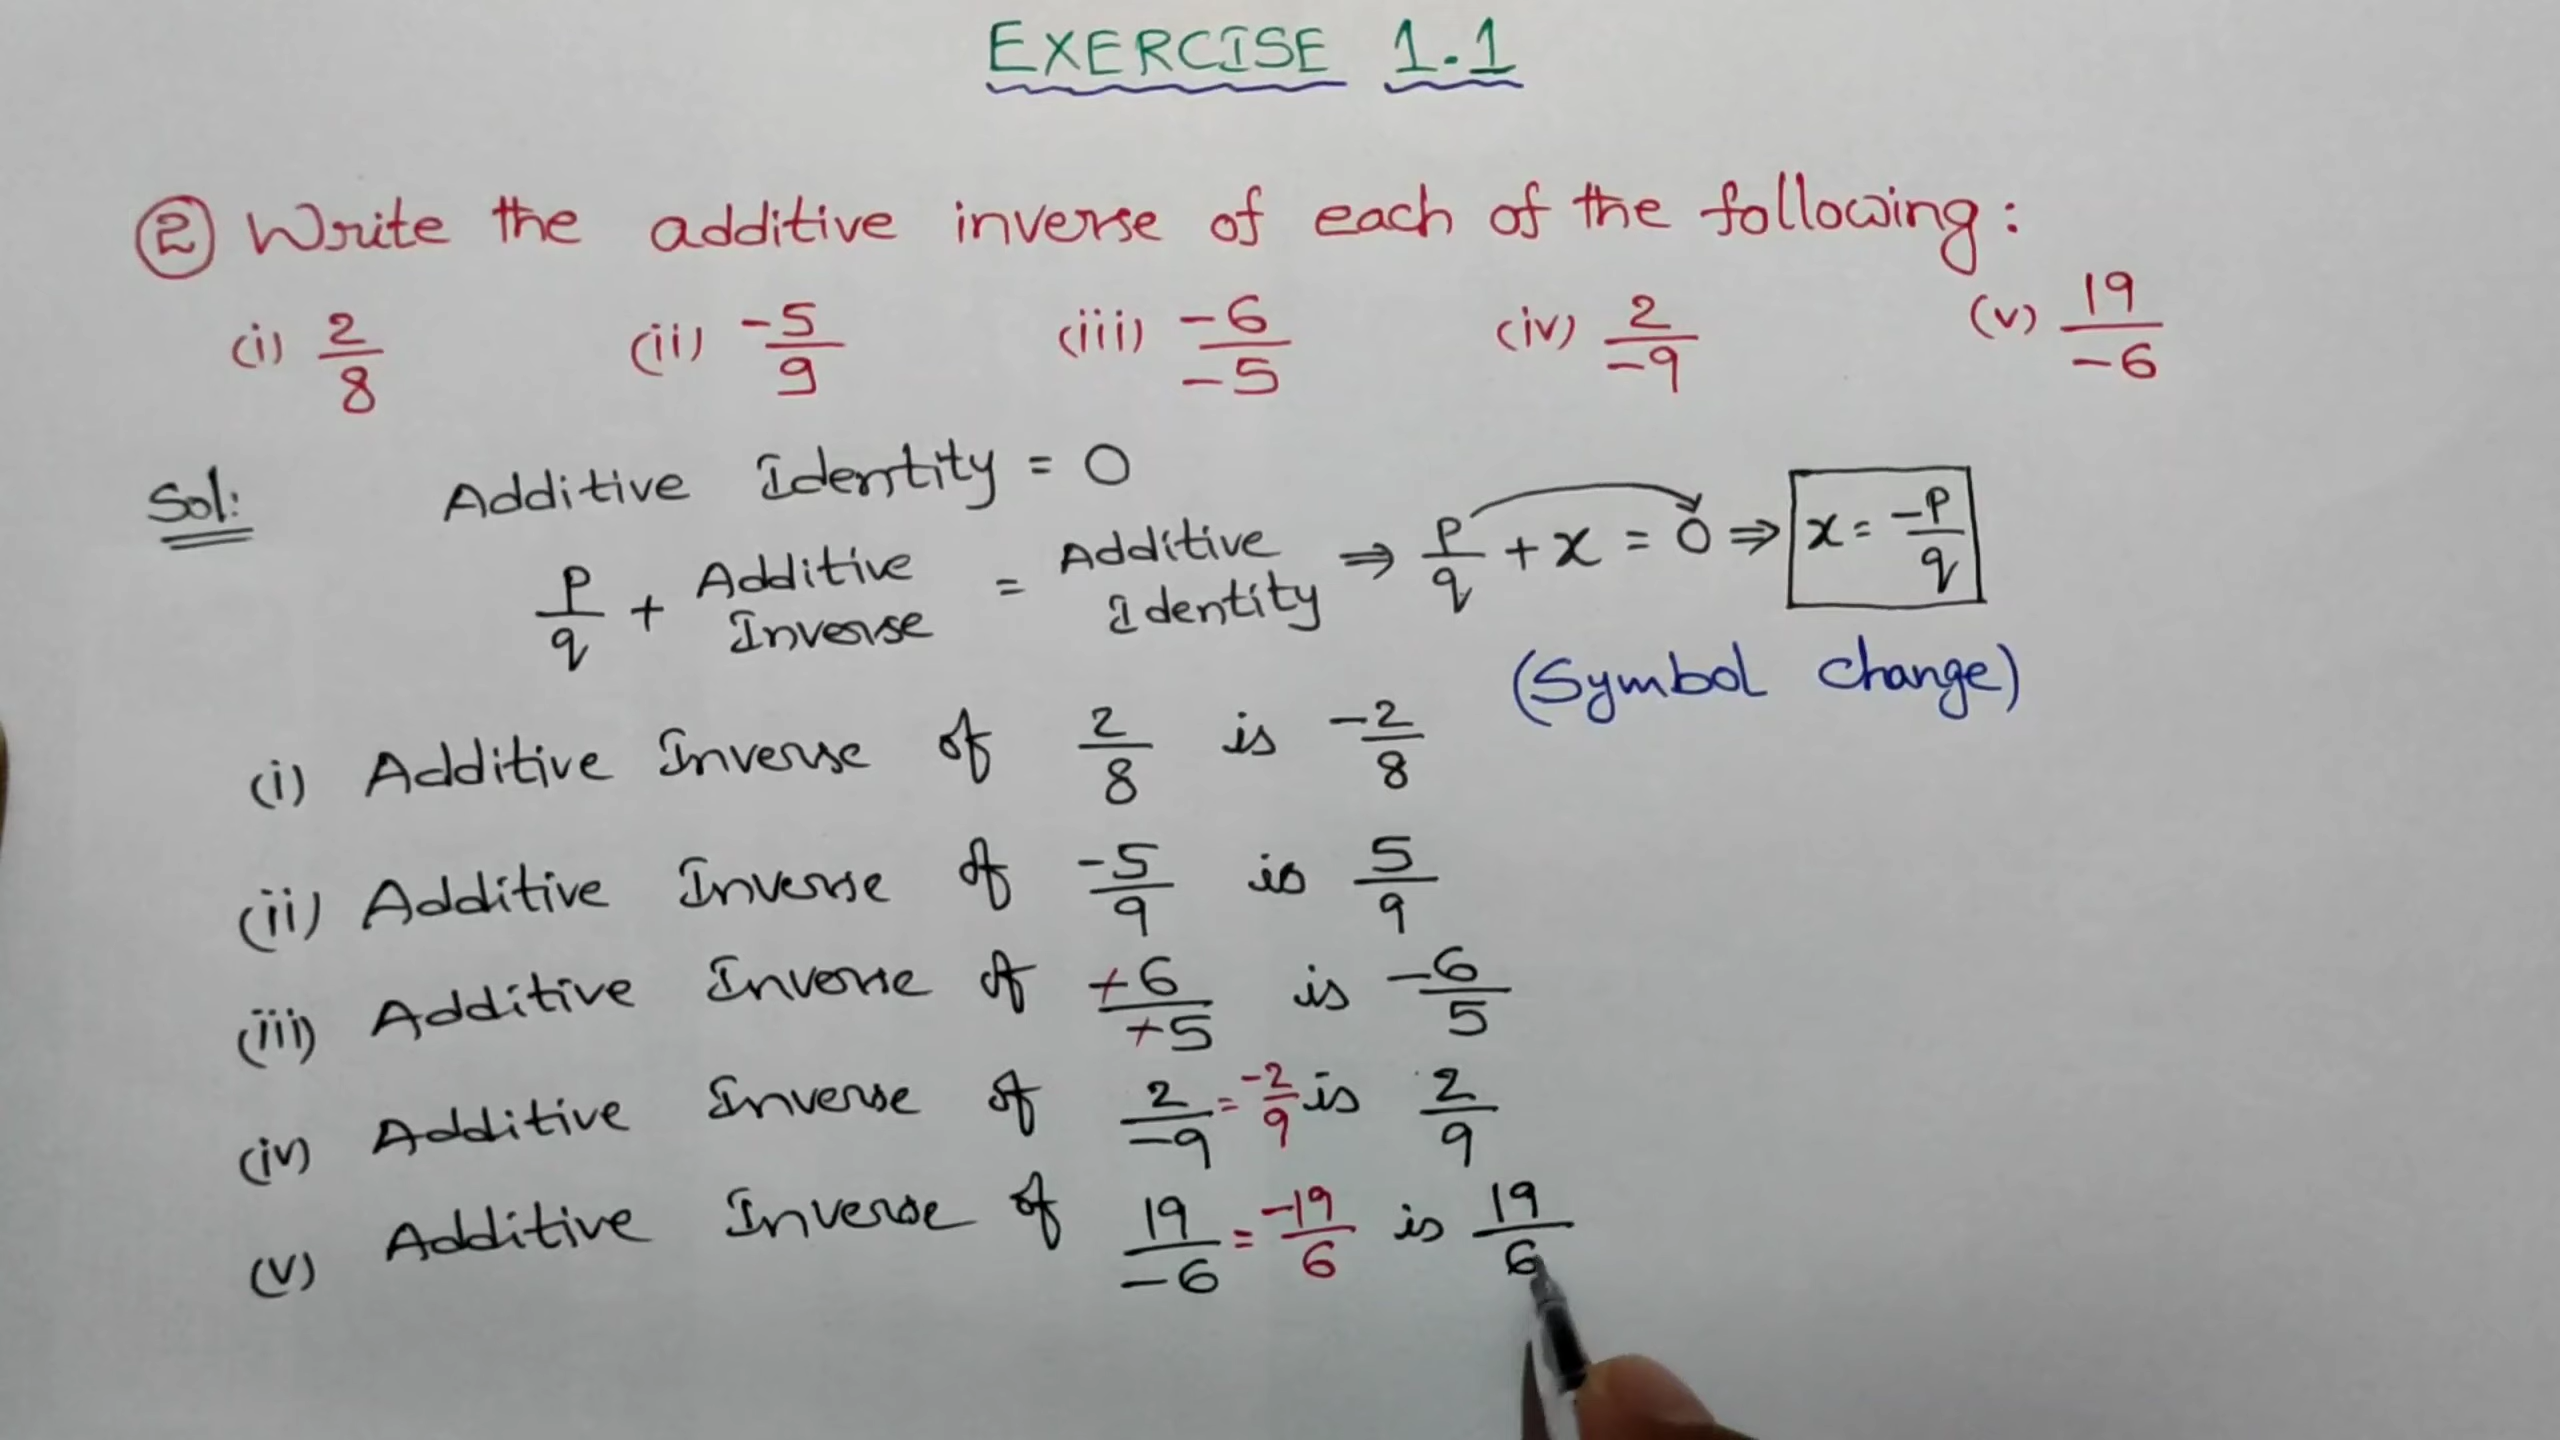 EXERCISE 1.1
② Write the additive inverse of each of the following:
(i) 2/8 (ii) -5/9 (iii) -6/-5 (iv) 2/-9 (v) 19/-6
Sol: Additive Identity = 0
p/q + Additive Inverse = Additive Identity ⇒ p/q + x = 0 ⇒ x = -p/q
(Symbol change)
(i) Additive Inverse of 2/8 is -2/8
(ii) Additive Inverse of -5/9 is 5/9
(iii) Additive Inverse of +6/+5 is -6/5
(iv) Additive Inverse of 2/-9 = -2/9 is 2/9
(v) Additive Inverse of 19/-6 = -19/6 is 19/6